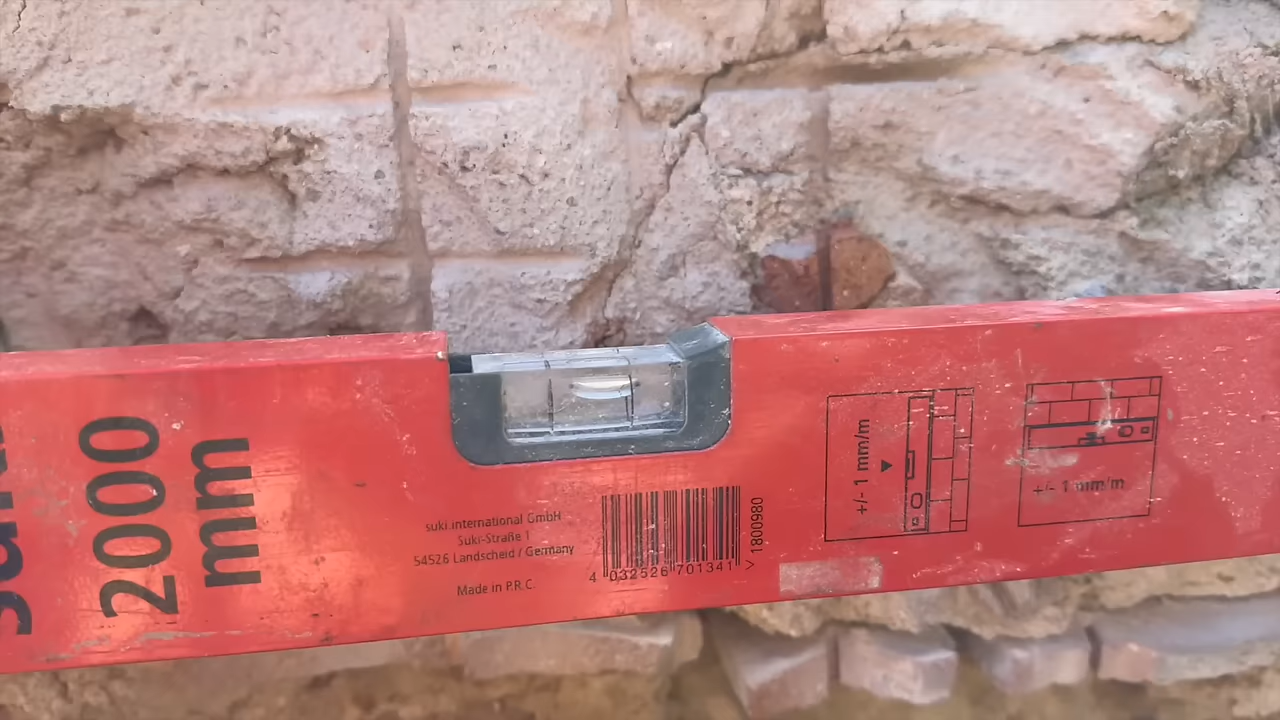 2000
mm
suki.international GmbH
Suki-Straße 1
54526 Landscheid / Germany
Made in P.R.C.
4 032526 701341 >
1800980
+/- 1 mm/m
+/- 1 mm/m